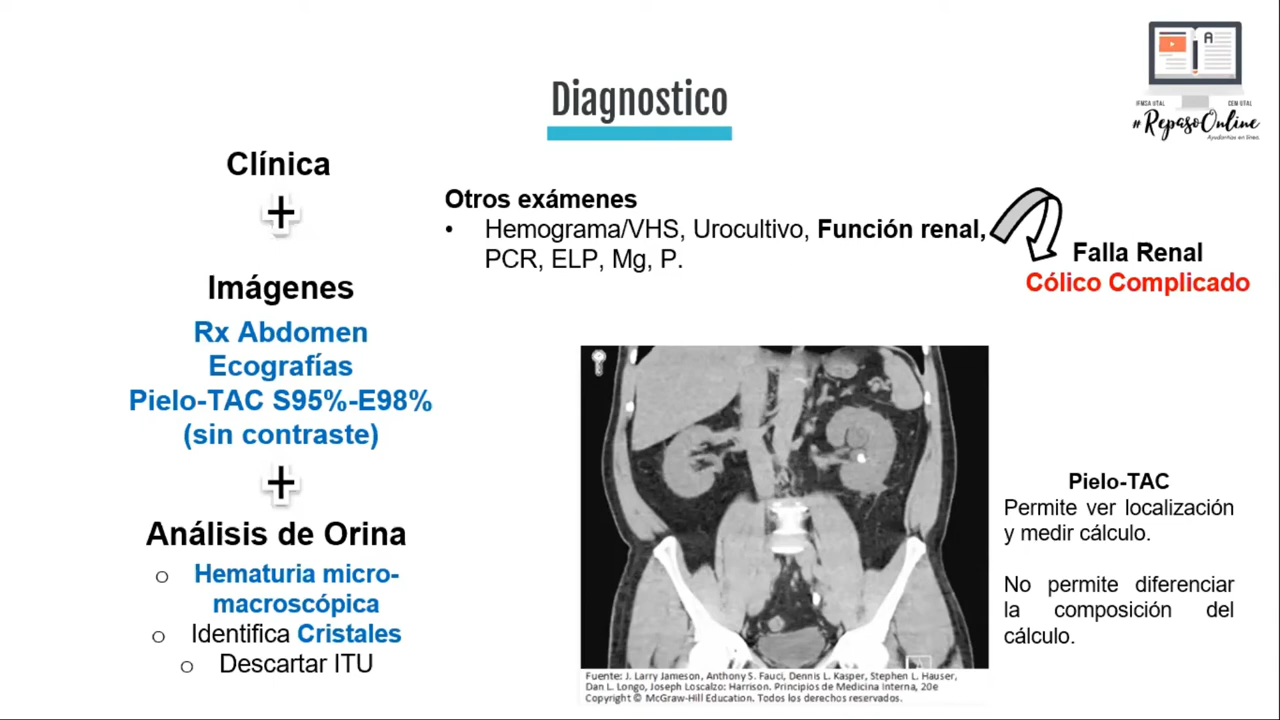 IFMSA UTAL CEM UTAL
#RepasoOnline
Ayudantías en línea.
Diagnostico
Clínica
+
Imágenes
Rx Abdomen
Ecografías
Pielo-TAC S95%-E98%
(sin contraste)
+
Análisis de Orina
o Hematuria micro-
macroscópica
o Identifica Cristales
o Descartar ITU
Otros exámenes
• Hemograma/VHS, Urocultivo, Función renal,
PCR, ELP, Mg, P.
Falla Renal
Cólico Complicado
Fuente: J. Larry Jameson, Anthony S. Fauci, Dennis L. Kasper, Stephen L. Hauser,
Dan L. Longo, Joseph Loscalzo: Harrison. Principios de Medicina Interna, 20e
Copyright © McGraw-Hill Education. Todos los derechos reservados.
Pielo-TAC
Permite ver localización
y medir cálculo.
No permite diferenciar
la composición del
cálculo.